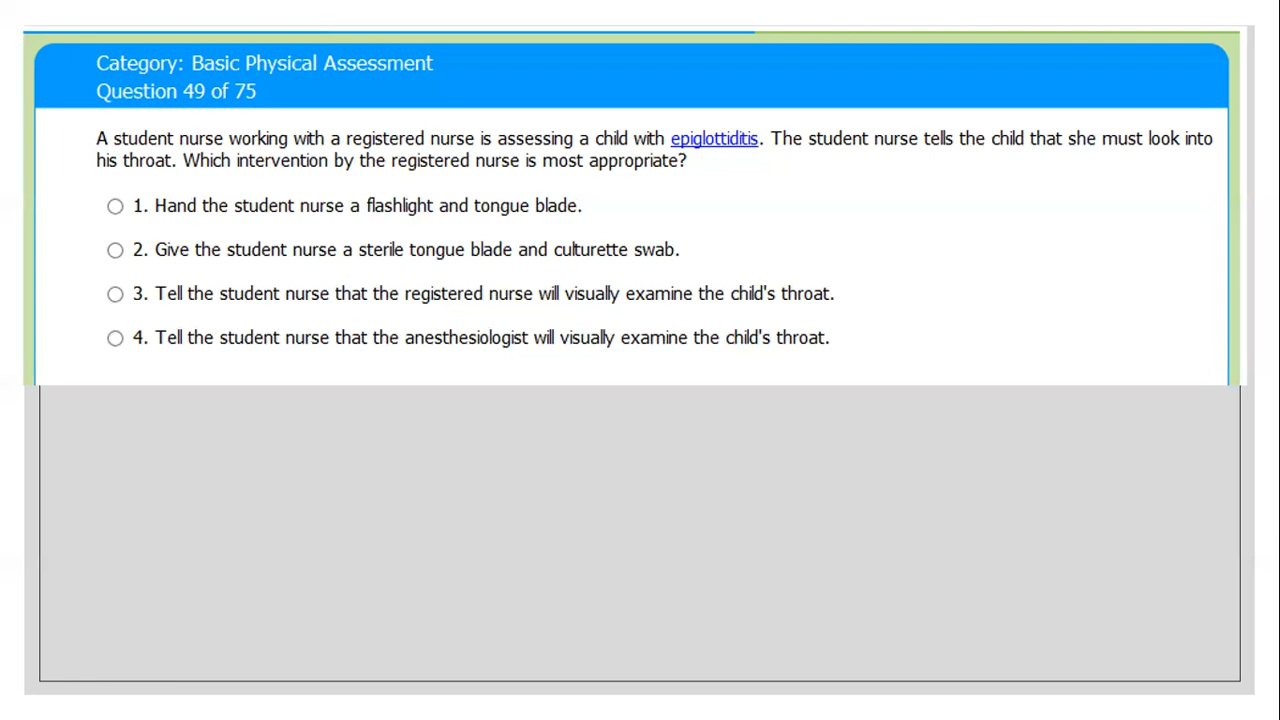 Category: Basic Physical Assessment
Question 49 of 75
A student nurse working with a registered nurse is assessing a child with epiglottiditis. The student nurse tells the child that she must look into
his throat. Which intervention by the registered nurse is most appropriate?
1. Hand the student nurse a flashlight and tongue blade.
2. Give the student nurse a sterile tongue blade and culturette swab.
3. Tell the student nurse that the registered nurse will visually examine the child's throat.
4. Tell the student nurse that the anesthesiologist will visually examine the child's throat.